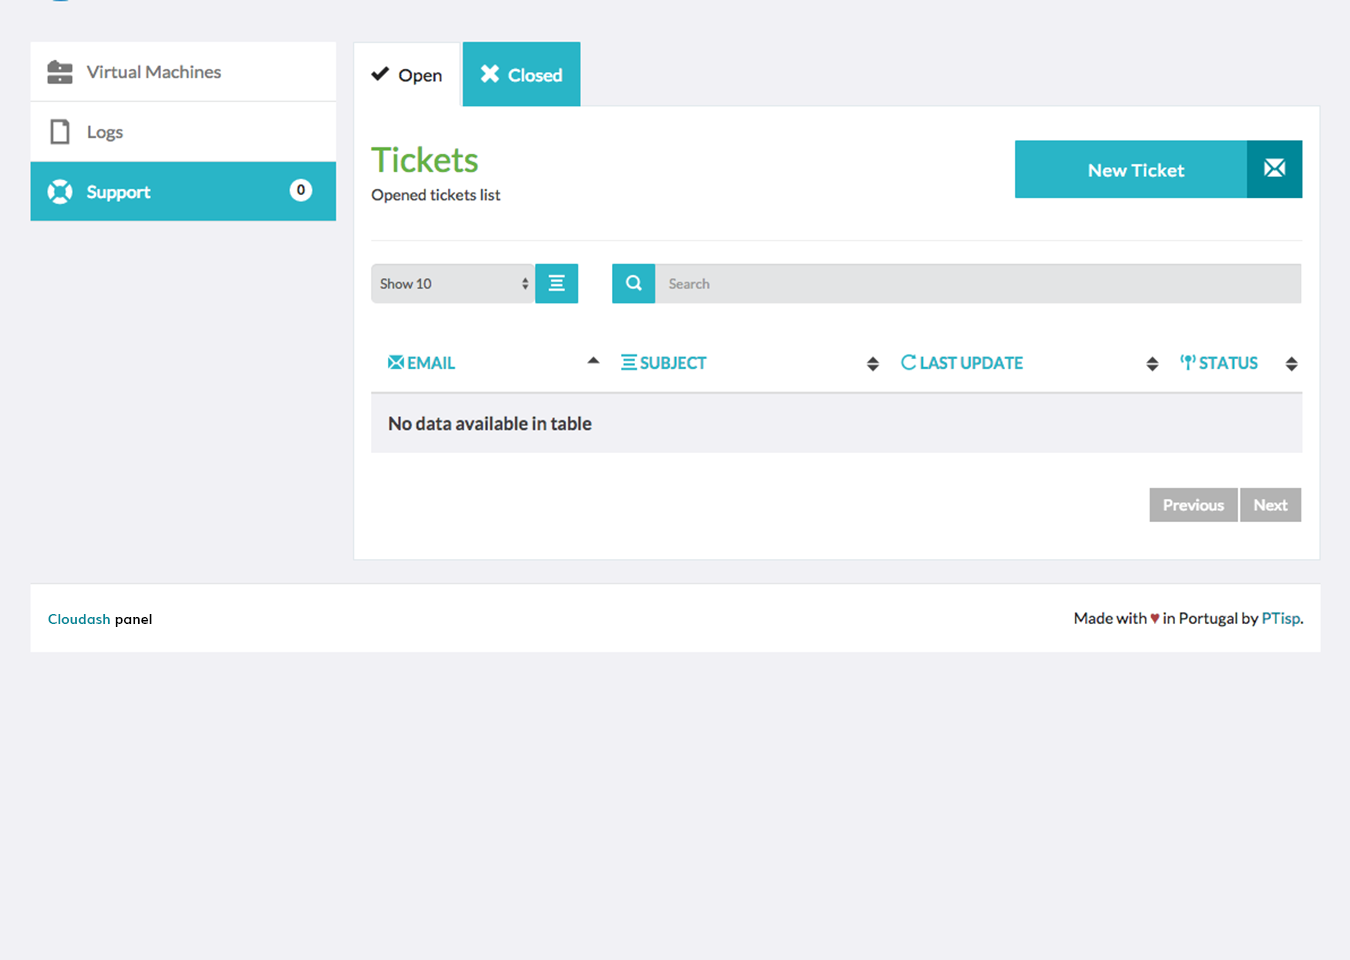 Virtual Machines
Logs
Support 0
Open Closed
Tickets
Opened tickets list
New Ticket
Show 10 Search
EMAIL SUBJECT LAST UPDATE STATUS
No data available in table
Previous Next
Cloudash panel
Made with ♥ in Portugal by PTisp.